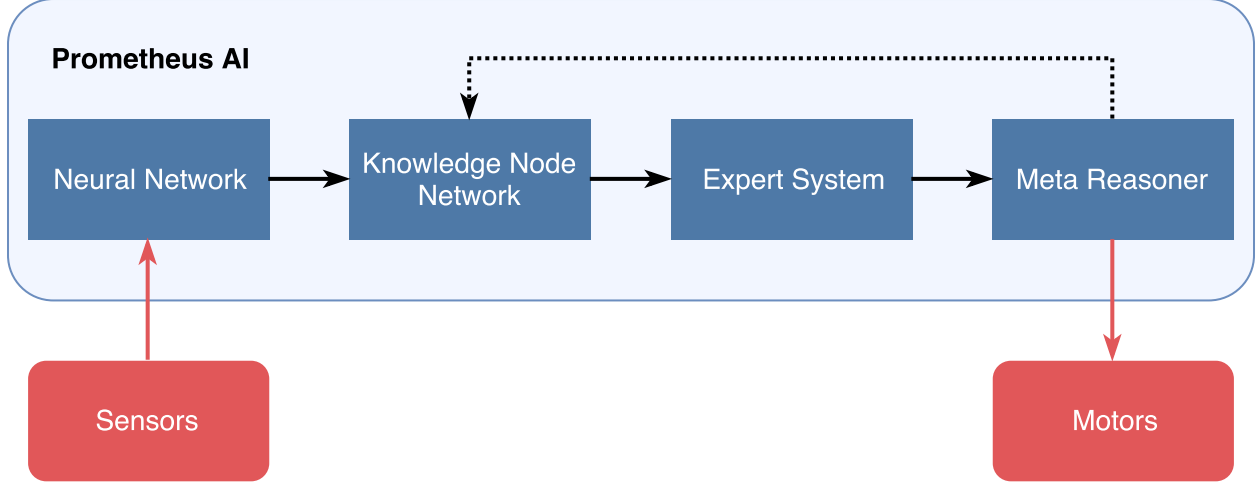 Prometheus AI
Neural Network
Knowledge Node
Network
Expert System
Meta Reasoner
Sensors
Motors